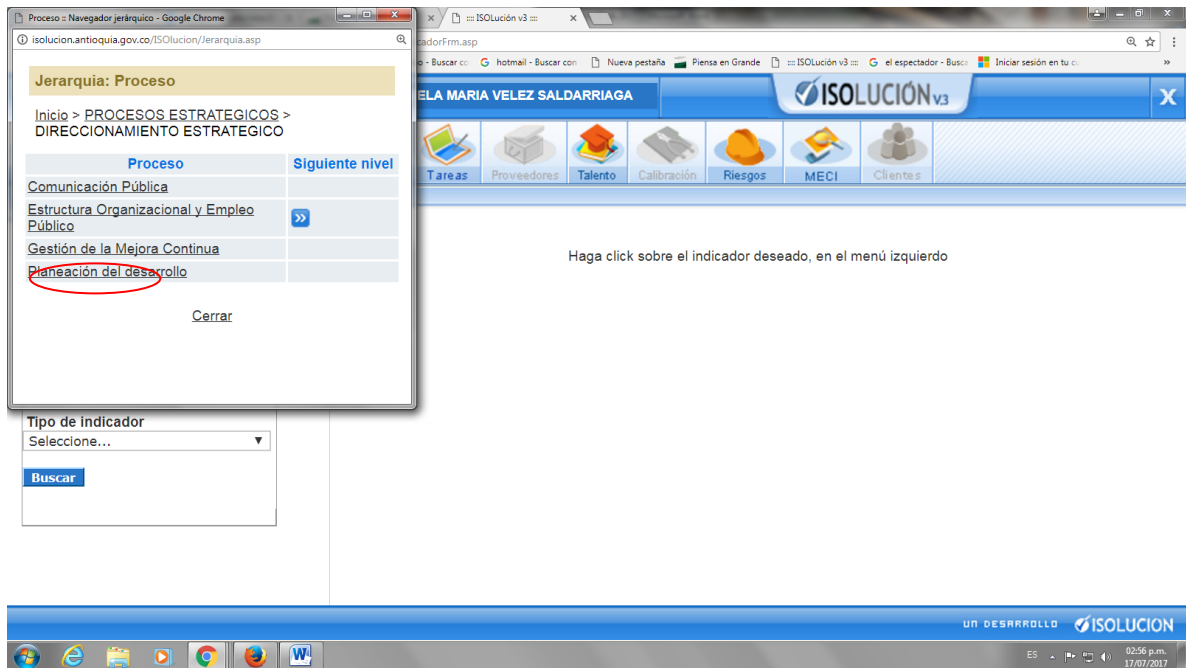 Proceso :: Navegador jerárquico - Google Chrome
isolucion.antioquia.gov.co/ISOlucion/Jerarquia.asp
Jerarquia: Proceso
Inicio > PROCESOS ESTRATEGICOS >
DIRECCIONAMIENTO ESTRATEGICO
Proceso Siguiente nivel
Comunicación Pública
Estructura Organizacional y Empleo
Público
Gestión de la Mejora Continua
Planeación del desarrollo
Cerrar
:::: ISOLución v3 ::::
cadorFrm.asp
o - Buscar co hotmail - Buscar con Nueva pestaña Piensa en Grande :::: ISOLución v3 :::: el espectador - Busca Iniciar sesión en tu c
ELA MARIA VELEZ SALDARRIAGA
ISOLUCIÓN V3
X
Tareas Proveedores Talento Calibración Riesgos MECI Clientes
Haga click sobre el indicador deseado, en el menú izquierdo
Tipo de indicador
Seleccione...
Buscar
UN DESARROLLO ISOLUCION
ES 02:56 p.m.
17/07/2017